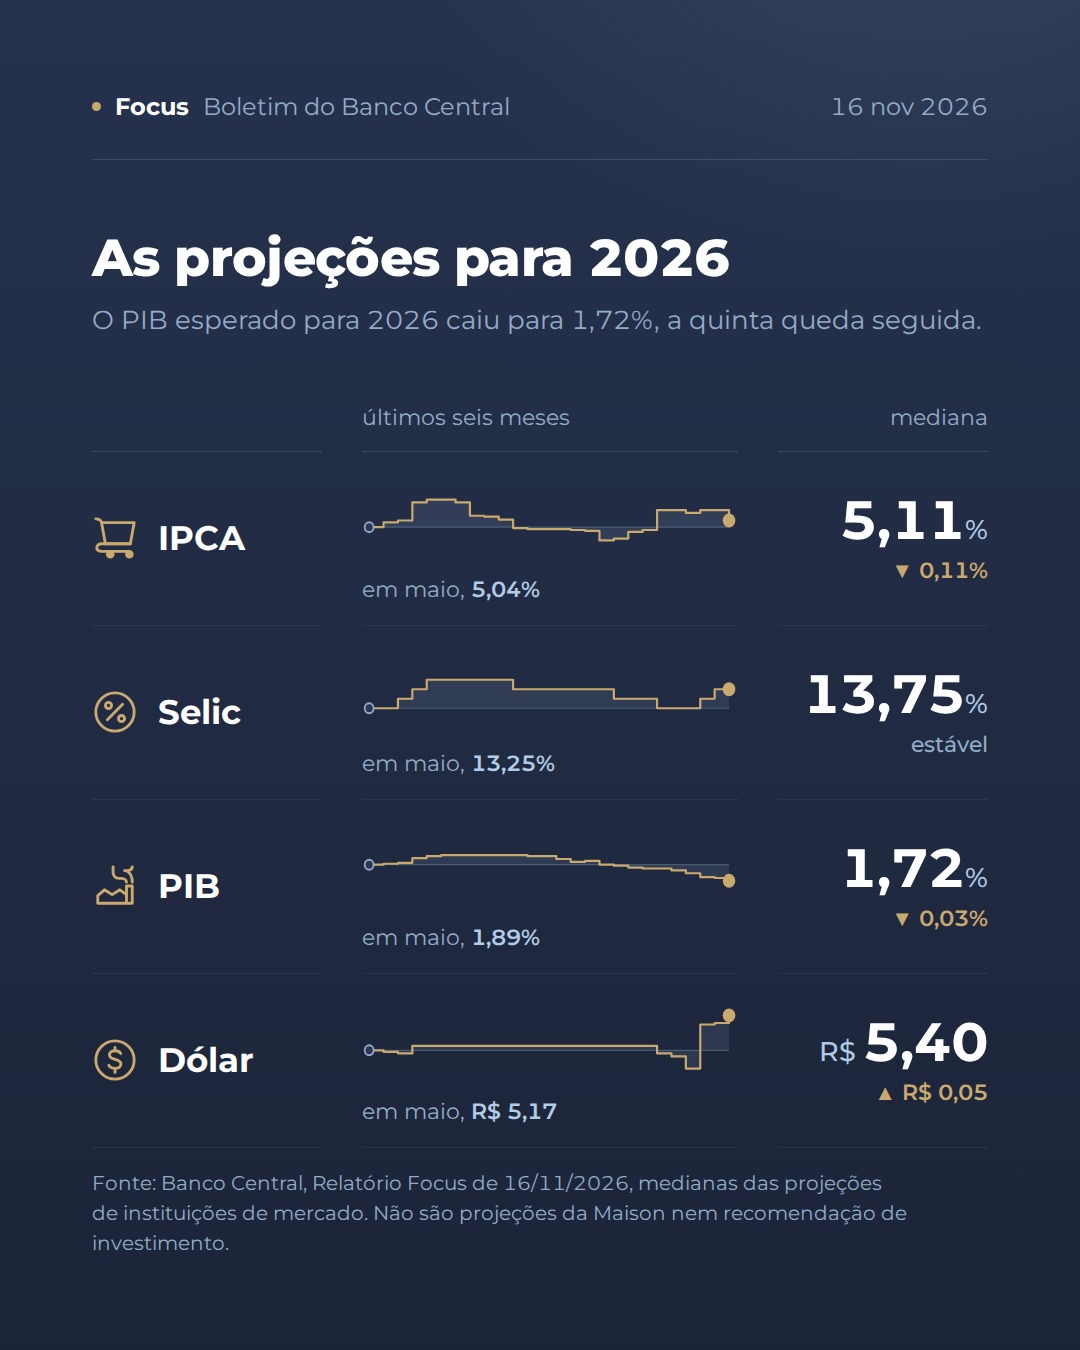 Focus Boletim do Banco Central 16 nov 2026
As projeções para 2026
O PIB esperado para 2026 caiu para 1,72%, a quinta queda seguida.
últimos seis meses mediana
IPCA 5,11%
▼ 0,11%
em maio, 5,04%
Selic 13,75%
estável
em maio, 13,25%
PIB 1,72%
▼ 0,03%
em maio, 1,89%
Dólar R$ 5,40
▲ R$ 0,05
em maio, R$ 5,17
Fonte: Banco Central, Relatório Focus de 16/11/2026, medianas das projeções
de instituições de mercado. Não são projeções da Maison nem recomendação de
investimento.